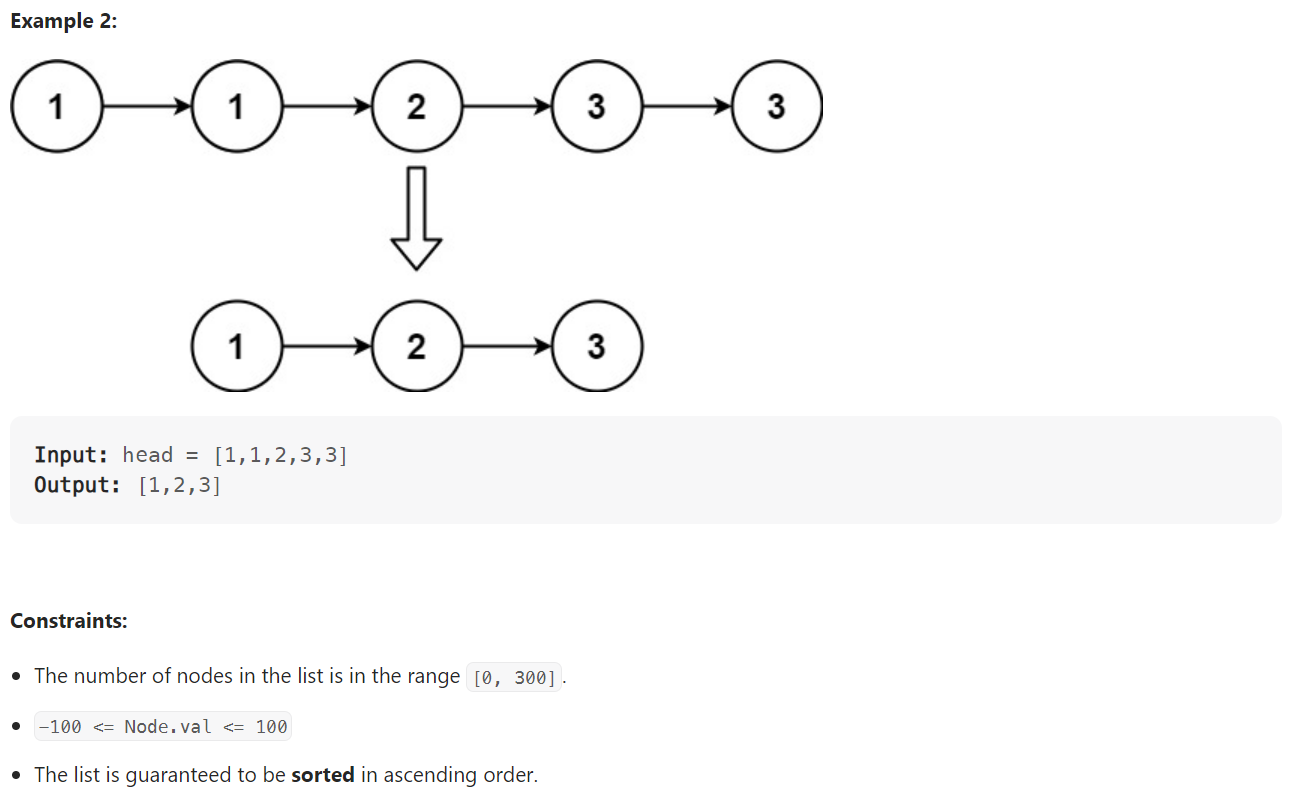 Example 2:
1 1 2 3 3
1 2 3
Input: head = [1,1,2,3,3]
Output: [1,2,3]
Constraints:
• The number of nodes in the list is in the range [0, 300].
• -100 <= Node.val <= 100
• The list is guaranteed to be sorted in ascending order.